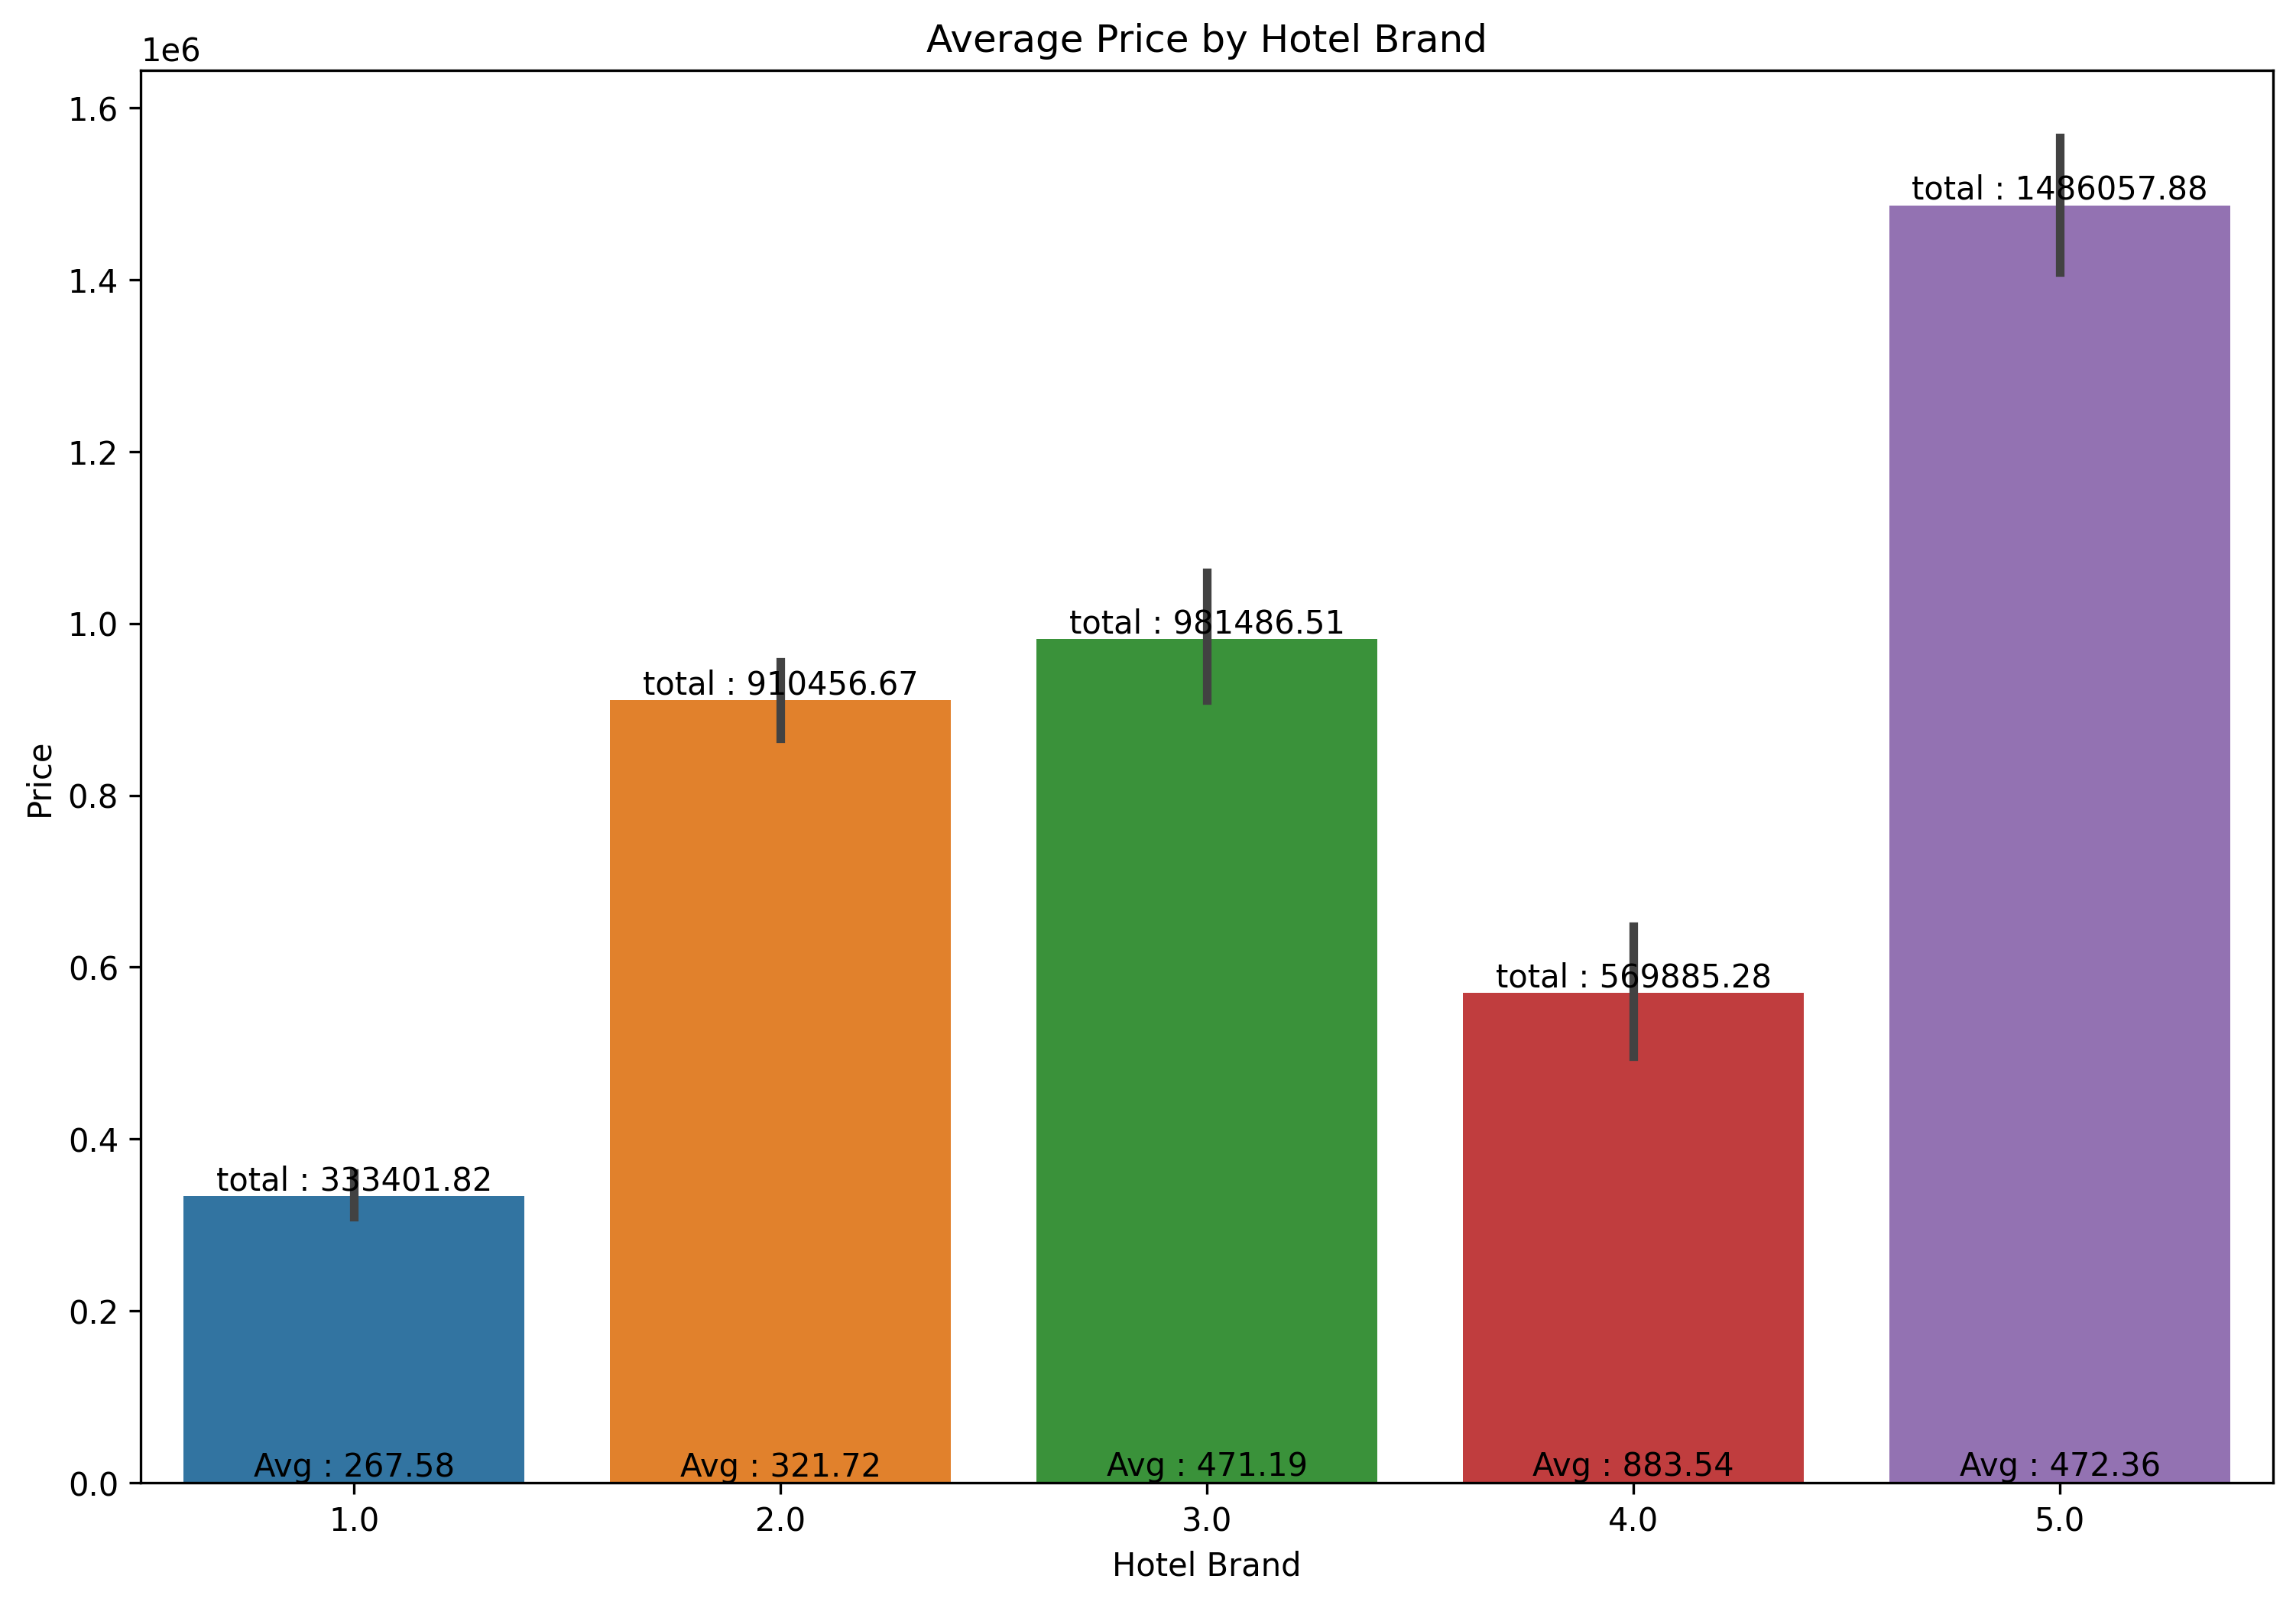 Average Price by Hotel Brand
1e6
1.6
1.4
1.2
1.0
0.8
0.6
0.4
0.2
0.0
Price
total : 333401.82
total : 910456.67
total : 981486.51
total : 569885.28
total : 1486057.88
Avg : 267.58
Avg : 321.72
Avg : 471.19
Avg : 883.54
Avg : 472.36
1.0
2.0
3.0
4.0
5.0
Hotel Brand